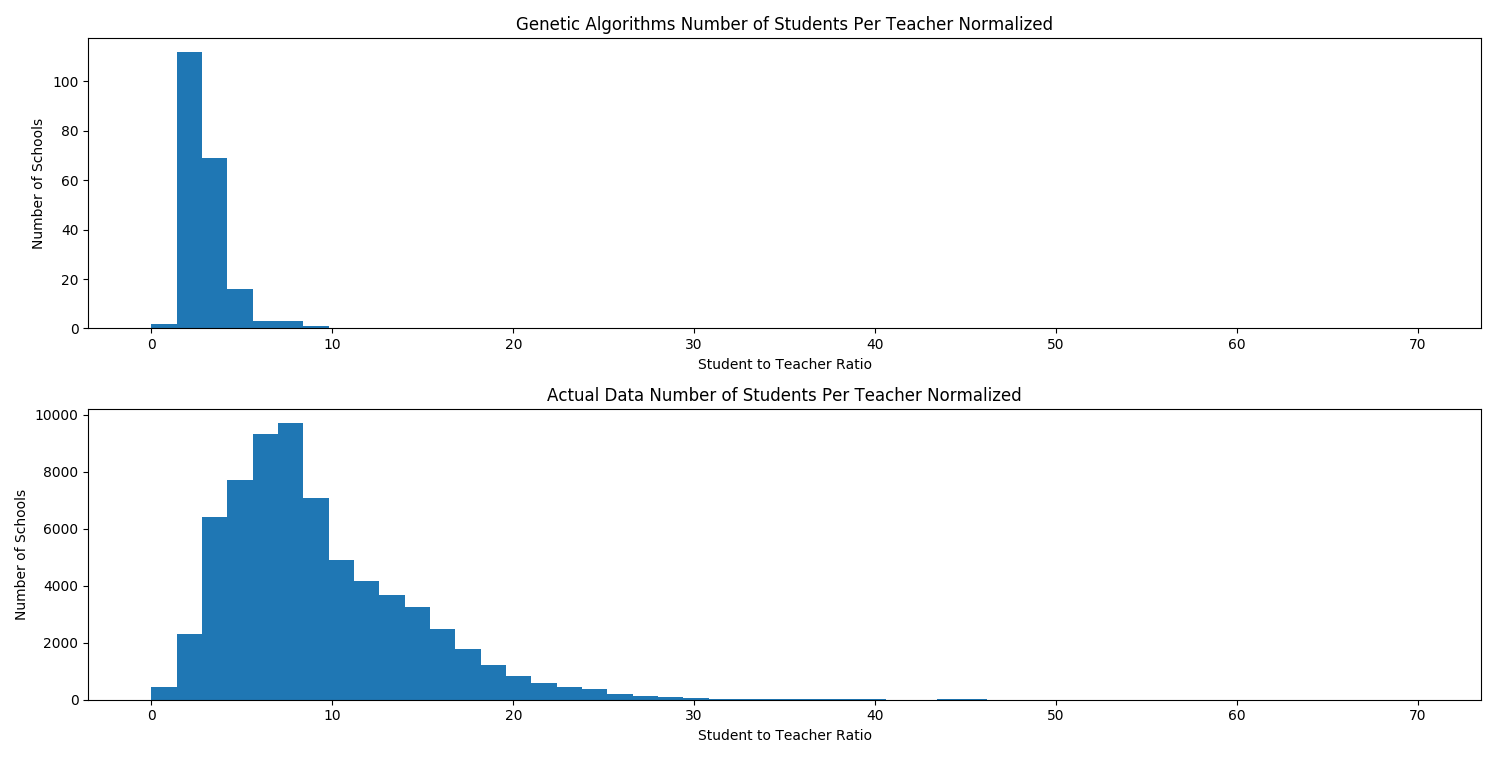 Genetic Algorithms Number of Students Per Teacher Normalized
Number of Schools
100
80
60
40
20
0
0 10 20 30 40 50 60 70
Student to Teacher Ratio
Actual Data Number of Students Per Teacher Normalized
Number of Schools
10000
8000
6000
4000
2000
0
0 10 20 30 40 50 60 70
Student to Teacher Ratio